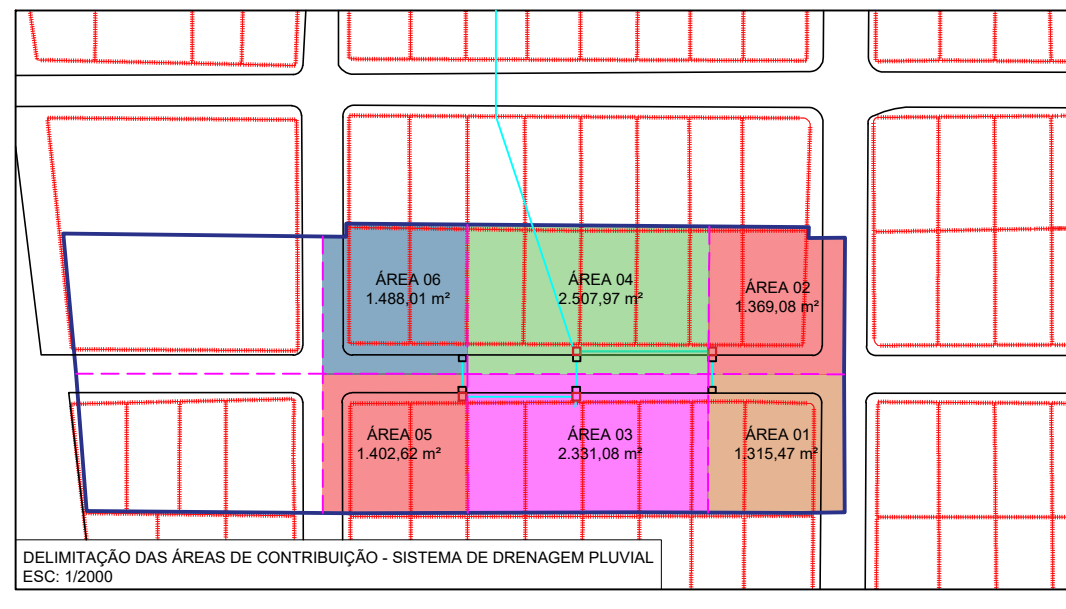 ÁREA 06
1.488,01 m²
ÁREA 04
2.507,97 m²
ÁREA 02
1.369,08 m²
ÁREA 05
1.402,62 m²
ÁREA 03
2.331,08 m²
ÁREA 01
1.315,47 m²
DELIMITAÇÃO DAS ÁREAS DE CONTRIBUIÇÃO - SISTEMA DE DRENAGEM PLUVIAL
ESC: 1/2000